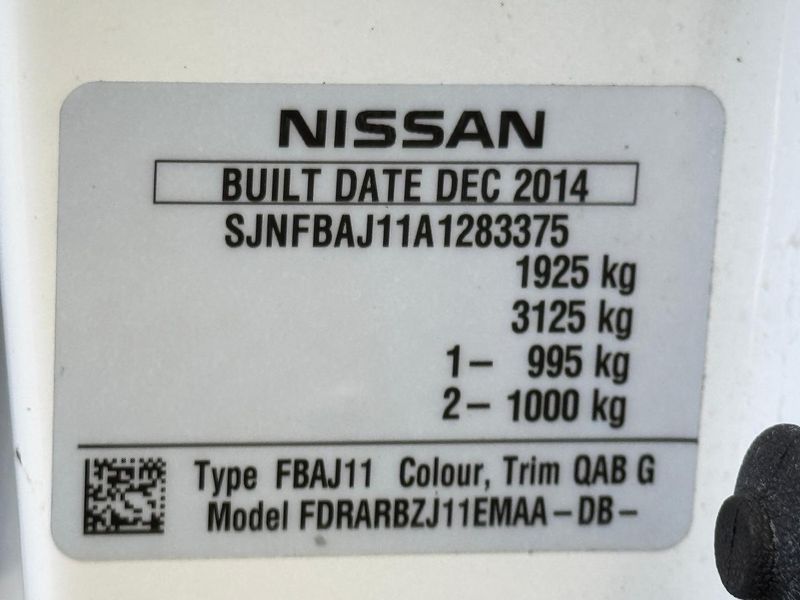 NISSAN
BUILT DATE DEC 2014
SJNFBAJ11A1283375
1925 kg
3125 kg
1 – 995 kg
2 – 1000 kg
Type FBAJ11 Colour, Trim QAB G
Model FDRARBZJ11EMAA – DB –